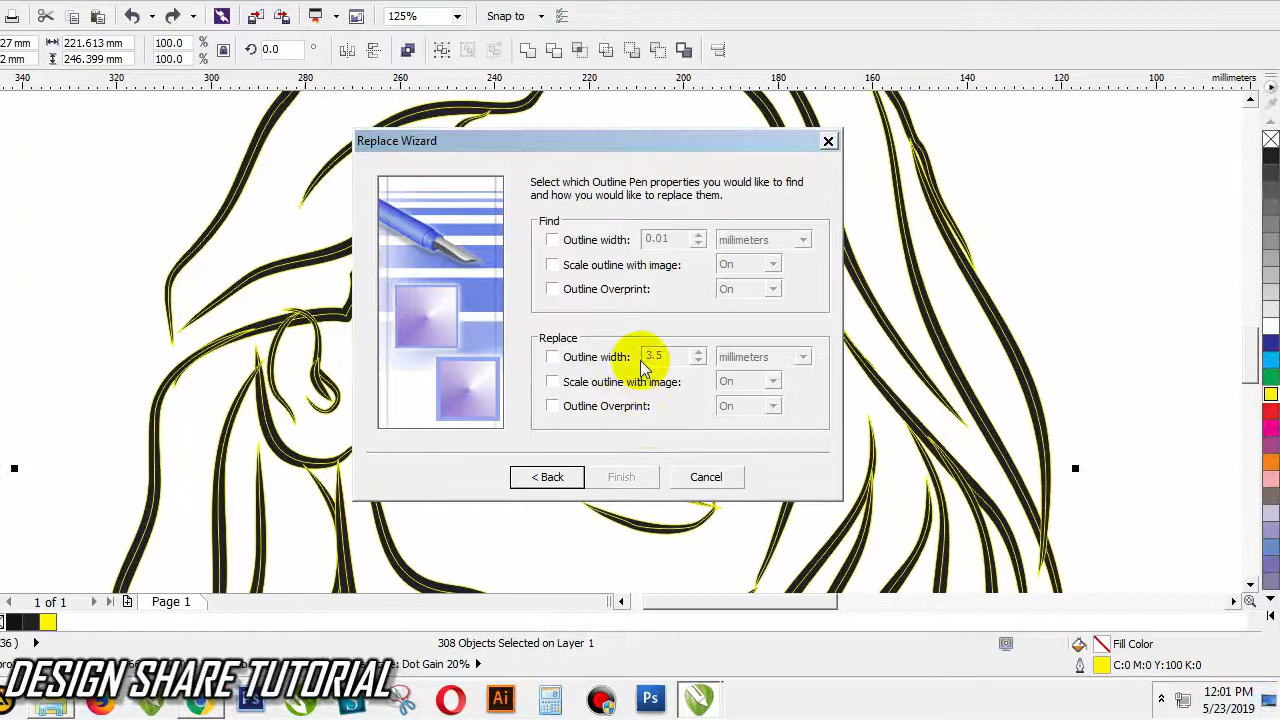 125%
Snap to
27 mm
221.613 mm
100.0
%
0.0
°
2 mm
246.399 mm
100.0
%
340
320
300
280
260
240
220
200
180
160
140
120
100
millimeters
Replace Wizard
Select which Outline Pen properties you would like to find
and how you would like to replace them.
Find
Outline width:
0.01
millimeters
Scale outline with image:
On
Outline Overprint:
On
Replace
Outline width:
3.5
millimeters
Scale outline with image:
On
Outline Overprint:
On
< Back
Finish
Cancel
1 of 1
Page 1
36 )
308 Objects Selected on Layer 1
Fill Color
: Dot Gain 20%
C:0 M:0 Y:100 K:0
DESIGN SHARE TUTORIAL
Ps
Ai
Ps
12:01 PM
5/23/2019